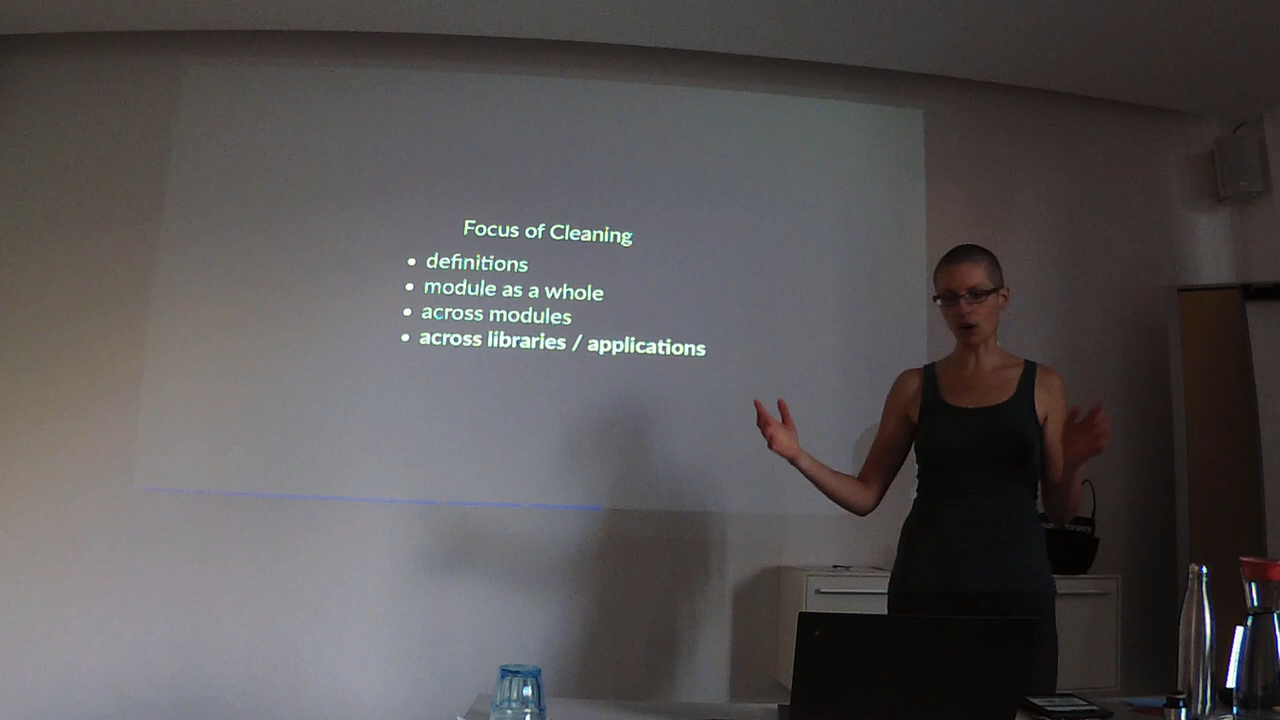 Focus of Cleaning
• definitions
• module as a whole
• across modules
• across libraries / applications